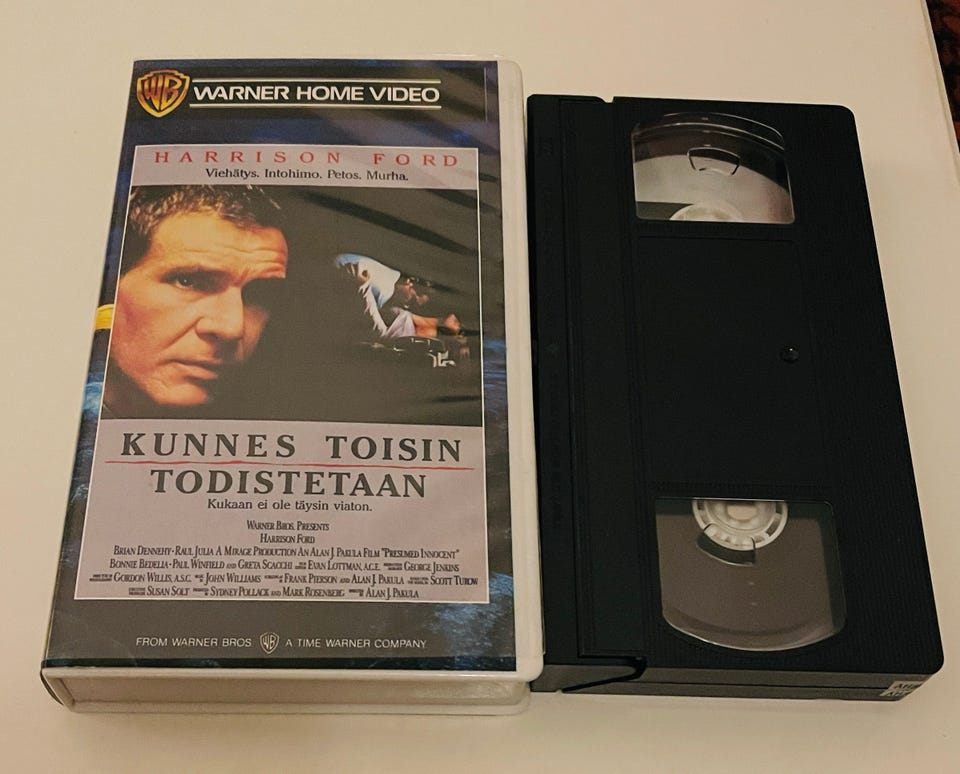 WB WARNER HOME VIDEO
HARRISON FORD
Viehätys. Intohimo. Petos. Murha.
KUNNES TOISIN
TODISTETAAN
Kukaan ei ole täysin viaton.
WARNER BROS. PRESENTS
HARRISON FORD
BRIAN DENNEHY · RAUL JULIA A MIRAGE PRODUCTION AN ALAN J. PAKULA FILM "PRESUMED INNOCENT"
BONNIE BEDELIA · PAUL WINFIELD AND GRETA SCACCHI EVAN LOTTMAN, A.C.E. GEORGE JENKINS
GORDON WILLIS, A.S.C. JOHN WILLIAMS FRANK PIERSON AND ALAN J. PAKULA SCOTT TUROW
SUSAN SOLT SYDNEY POLLACK AND MARK ROSENBERG ALAN J. PAKULA
FROM WARNER BROS. WB A TIME WARNER COMPANY